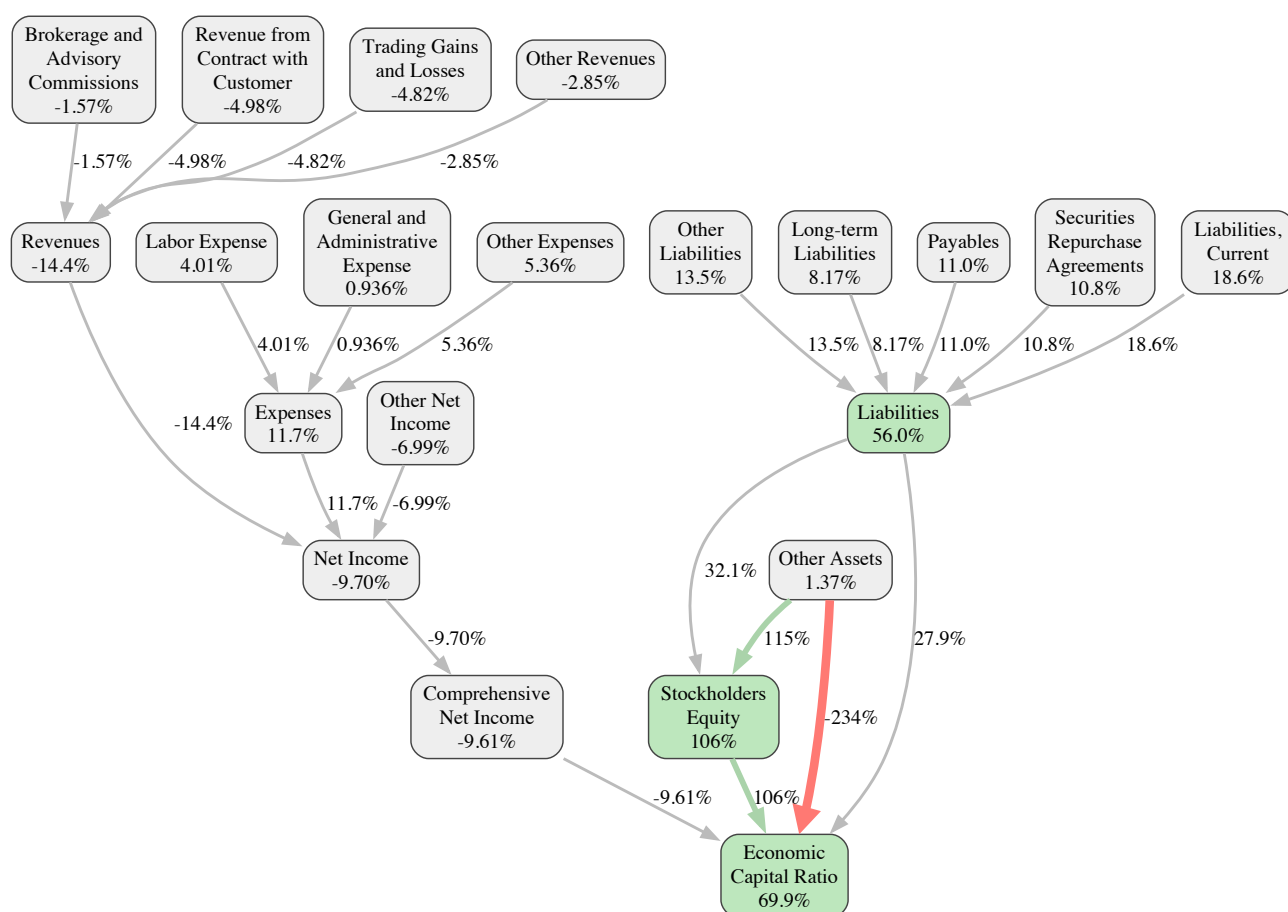 Brokerage and
Advisory
Commissions
-1.57%
Revenue from
Contract with
Customer
-4.98%
Trading Gains
and Losses
-4.82%
Other Revenues
-2.85%
-1.57%
-4.98%
-4.82%
-2.85%
Revenues
-14.4%
Labor Expense
4.01%
General and
Administrative
Expense
0.936%
Other Expenses
5.36%
Other
Liabilities
13.5%
Long-term
Liabilities
8.17%
Payables
11.0%
Securities
Repurchase
Agreements
10.8%
Liabilities,
Current
18.6%
4.01%
0.936%
5.36%
13.5%
8.17%
11.0%
10.8%
18.6%
-14.4%
Expenses
11.7%
Other Net
Income
-6.99%
Liabilities
56.0%
11.7%
-6.99%
Net Income
-9.70%
32.1%
Other Assets
1.37%
-9.70%
115%
27.9%
Comprehensive
Net Income
-9.61%
Stockholders
Equity
106%
-234%
-9.61%
106%
Economic
Capital Ratio
69.9%